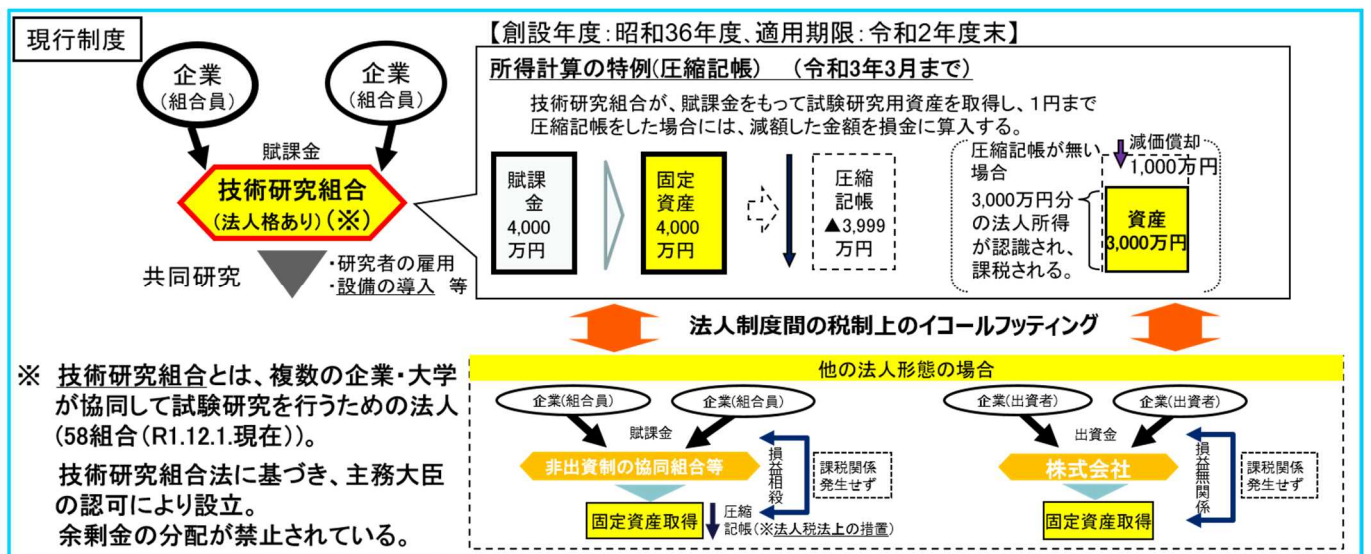 現行制度
企業
(組合員)
企業
(組合員)
賦課金
技術研究組合
(法人格あり)(※)
共同研究
・研究者の雇用
・設備の導入 等
【創設年度:昭和36年度、適用期限:令和2年度末】
所得計算の特例(圧縮記帳) (令和3年3月まで)
技術研究組合が、賦課金をもって試験研究用資産を取得し、1円まで
圧縮記帳をした場合には、減額した金額を損金に算入する。
賦課
金
4,000
万円
固定
資産
4,000
万円
圧縮
記帳
▲3,999
万円
圧縮記帳が無い
場合
3,000万円分
の法人所得
が認識され、
課税される。
減価償却
1,000万円
資産
3,000万円
法人制度間の税制上のイコールフッティング
※ 技術研究組合とは、複数の企業・大学
が協同して試験研究を行うための法人
(58組合(R1.12.1.現在))。
技術研究組合法に基づき、主務大臣
の認可により設立。
余剰金の分配が禁止されている。
他の法人形態の場合
企業(組合員)
企業(組合員)
賦課金
非出資制の協同組合等
固定資産取得
圧縮
記帳(※法人税法上の措置)
損益相殺
課税関係
発生せず
企業(出資者)
企業(出資者)
出資金
株式会社
固定資産取得
損益無関係
課税関係
発生せず